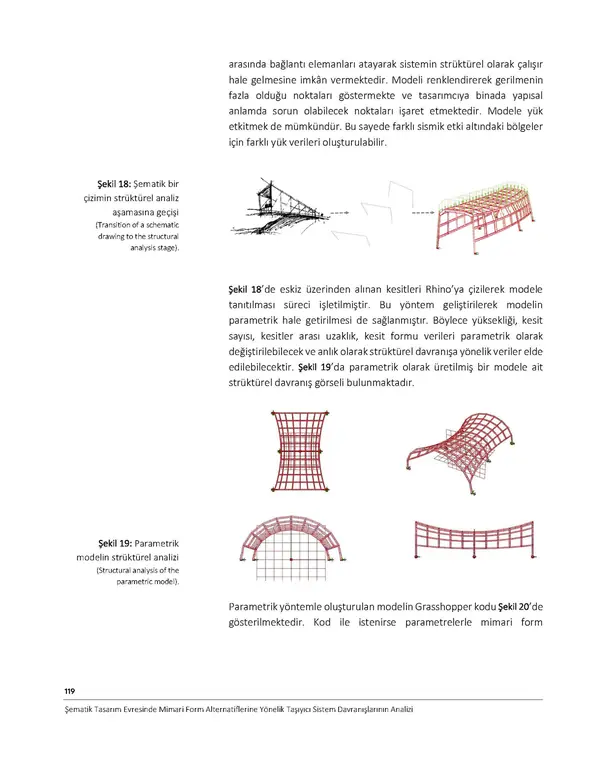 arasında bağlantı elemanları atayarak sistemin strüktürel olarak çalışır
hale gelmesine imkân vermektedir. Modeli renklendirerek gerilmenin
fazla olduğu noktaları göstermekte ve tasarımcıya binada yapısal
anlamda sorun olabilecek noktaları işaret etmektedir. Modele yük
etkitmek de mümkündür. Bu sayede farklı sismik etki altındaki bölgeler
için farklı yük verileri oluşturulabilir.
Şekil 18: Şematik bir
çizimin strüktürel analiz
aşamasına geçişi
(Transition of a schematic
drawing to the structural
analysis stage).
Şekil 18’de eskiz üzerinden alınan kesitleri Rhino’ya çizilerek modele
tanıtılması süreci işletilmiştir. Bu yöntem geliştirilerek modelin
parametrik hale getirilmesi de sağlanmıştır. Böylece yüksekliği, kesit
sayısı, kesitler arası uzaklık, kesit formu verileri parametrik olarak
değiştirilebilecek ve anlık olarak strüktürel davranışa yönelik veriler elde
edilebilecektir. Şekil 19’da parametrik olarak üretilmiş bir modele ait
strüktürel davranış görseli bulunmaktadır.
Şekil 19: Parametrik
modelin strüktürel analizi
(Structural analysis of the
parametric model).
Parametrik yöntemle oluşturulan modelin Grasshopper kodu Şekil 20’de
gösterilmektedir. Kod ile istenirse parametrelerle mimari form
119
Şematik Tasarım Evresinde Mimari Form Alternatiflerine Yönelik Taşıyıcı Sistem Davranışlarının Analizi